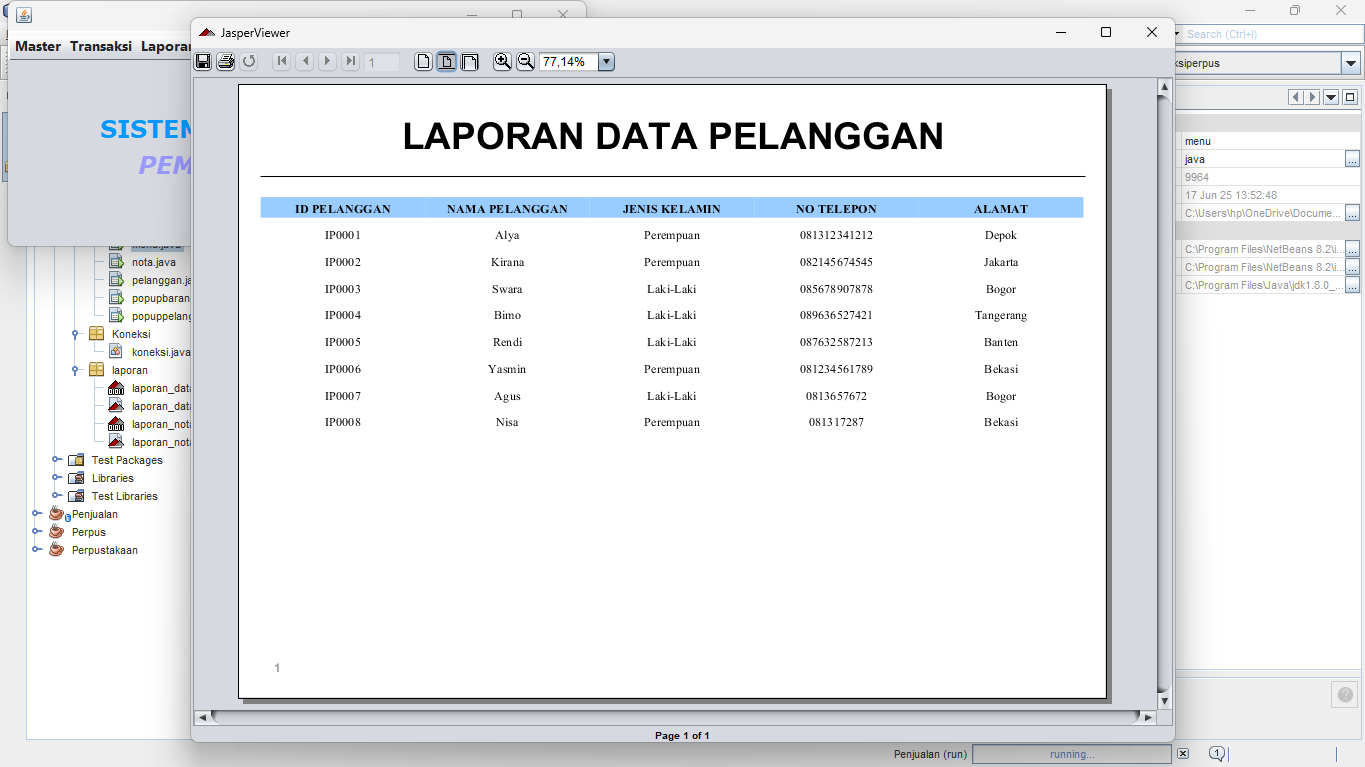 JasperViewer
Search (Ctrl+I)
Master Transaksi Laporan
1
77,14%
ksiperpus
SISTEM
PEM
LAPORAN DATA PELANGGAN
ID PELANGGAN NAMA PELANGGAN JENIS KELAMIN NO TELEPON ALAMAT
IP0001 Alya Perempuan 081312341212 Depok
IP0002 Kirana Perempuan 082145674545 Jakarta
IP0003 Swara Laki-Laki 085678907878 Bogor
IP0004 Bimo Laki-Laki 089636527421 Tangerang
IP0005 Rendi Laki-Laki 087632587213 Banten
IP0006 Yasmin Perempuan 081234561789 Bekasi
IP0007 Agus Laki-Laki 0813657672 Bogor
IP0008 Nisa Perempuan 081317287 Bekasi
1
Page 1 of 1
menu.java
nota.java
pelanggan.ja
popupbaran
popuppelang
Koneksi
koneksi.java
laporan
laporan_data
laporan_data
laporan_nota
laporan_nota
Test Packages
Libraries
Test Libraries
Penjualan
Perpus
Perpustakaan
menu
java
...
9964
17 Jun 25 13:52:48
C:\Users\hp\OneDrive\Docume...
...
C:\Program Files\NetBeans 8.2\i...
...
C:\Program Files\NetBeans 8.2\i...
...
C:\Program Files\Java\jdk1.8.0_...
...
Penjualan (run) running... 1